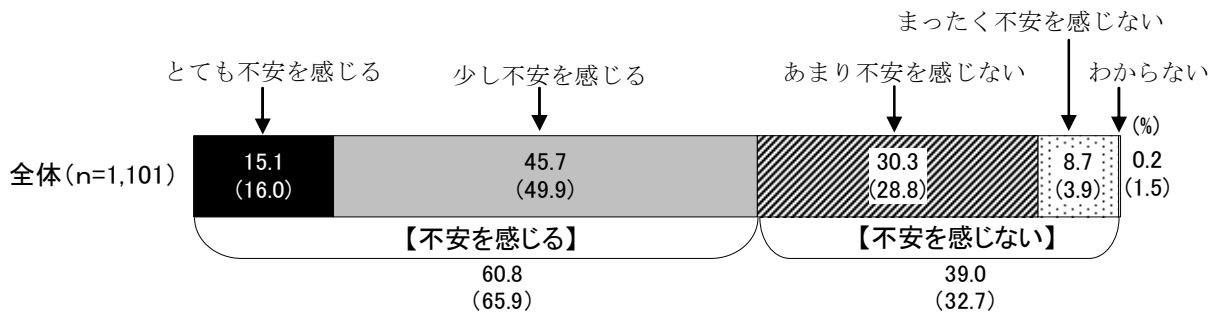 まったく不安を感じない
とても不安を感じる
少し不安を感じる
あまり不安を感じない
わからない
(%)
全体(n=1,101)
15.1
(16.0)
45.7
(49.9)
30.3
(28.8)
8.7
(3.9)
0.2
(1.5)
【不安を感じる】
60.8
(65.9)
【不安を感じない】
39.0
(32.7)